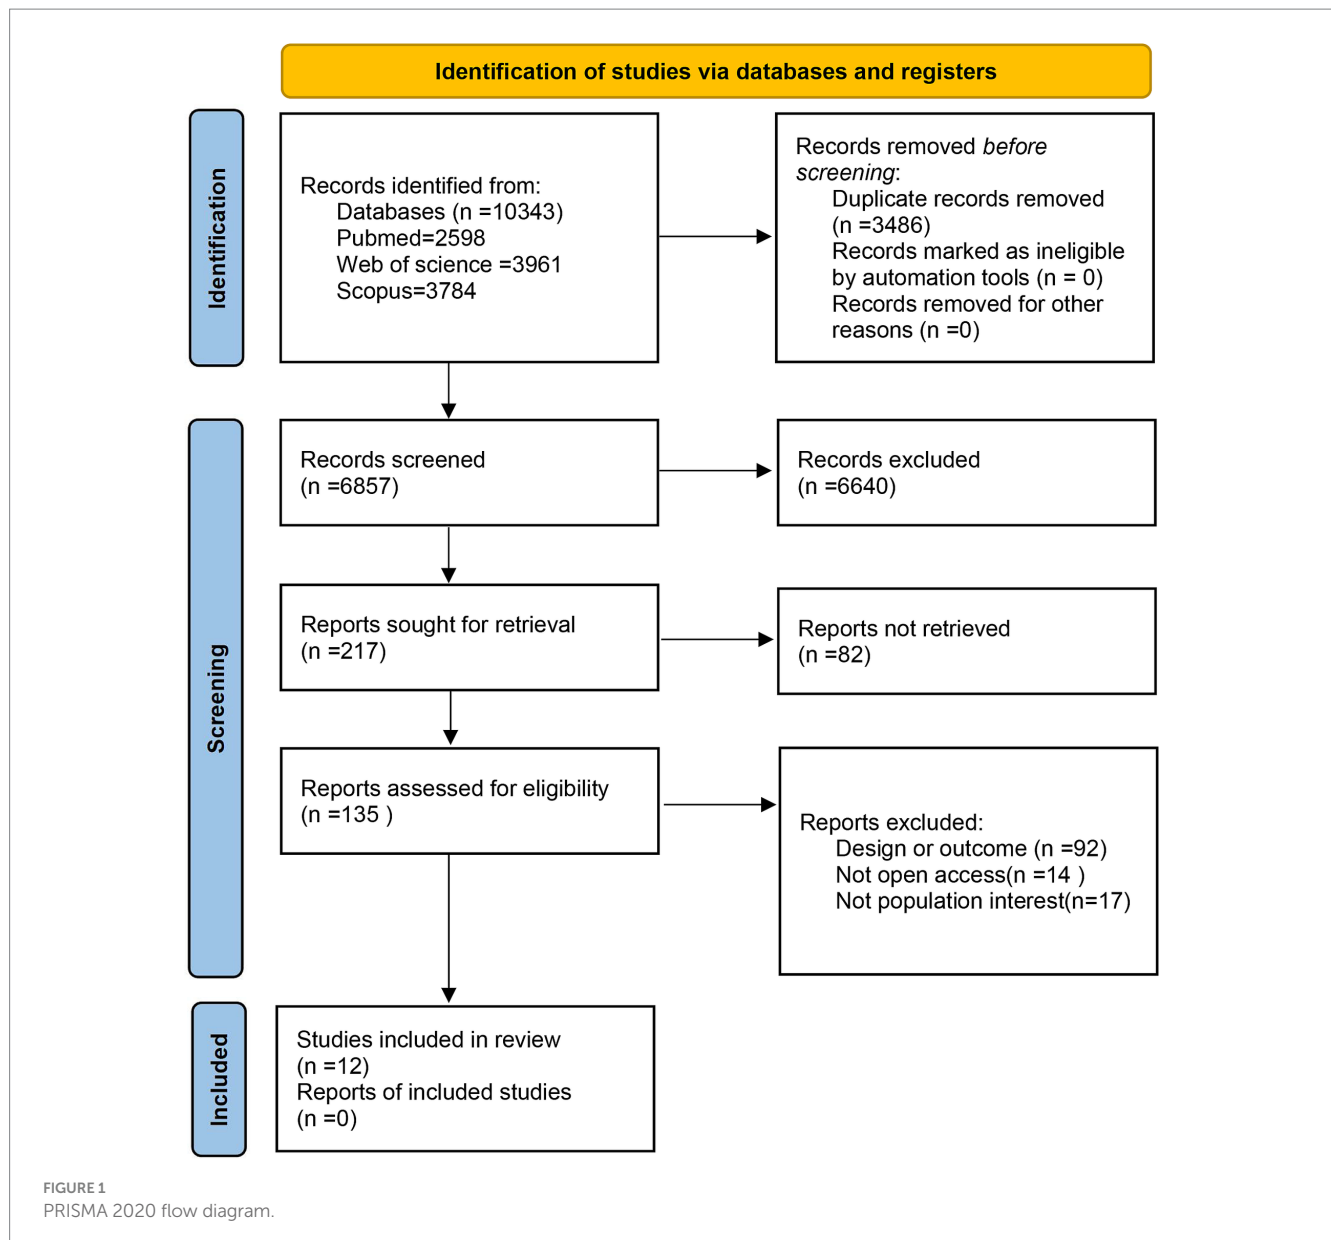 Identification of studies via databases and registers
Identification
Records identified from:
Databases (n =10343)
Pubmed=2598
Web of science =3961
Scopus=3784
Records removed before
screening:
Duplicate records removed
(n =3486)
Records marked as ineligible
by automation tools (n = 0)
Records removed for other
reasons (n =0)
Screening
Records screened
(n =6857)
Records excluded
(n =6640)
Reports sought for retrieval
(n =217)
Reports not retrieved
(n =82)
Reports assessed for eligibility
(n =135 )
Reports excluded:
Design or outcome (n =92)
Not open access(n =14 )
Not population interest(n=17)
Included
Studies included in review
(n =12)
Reports of included studies
(n =0)
FIGURE 1
PRISMA 2020 flow diagram.